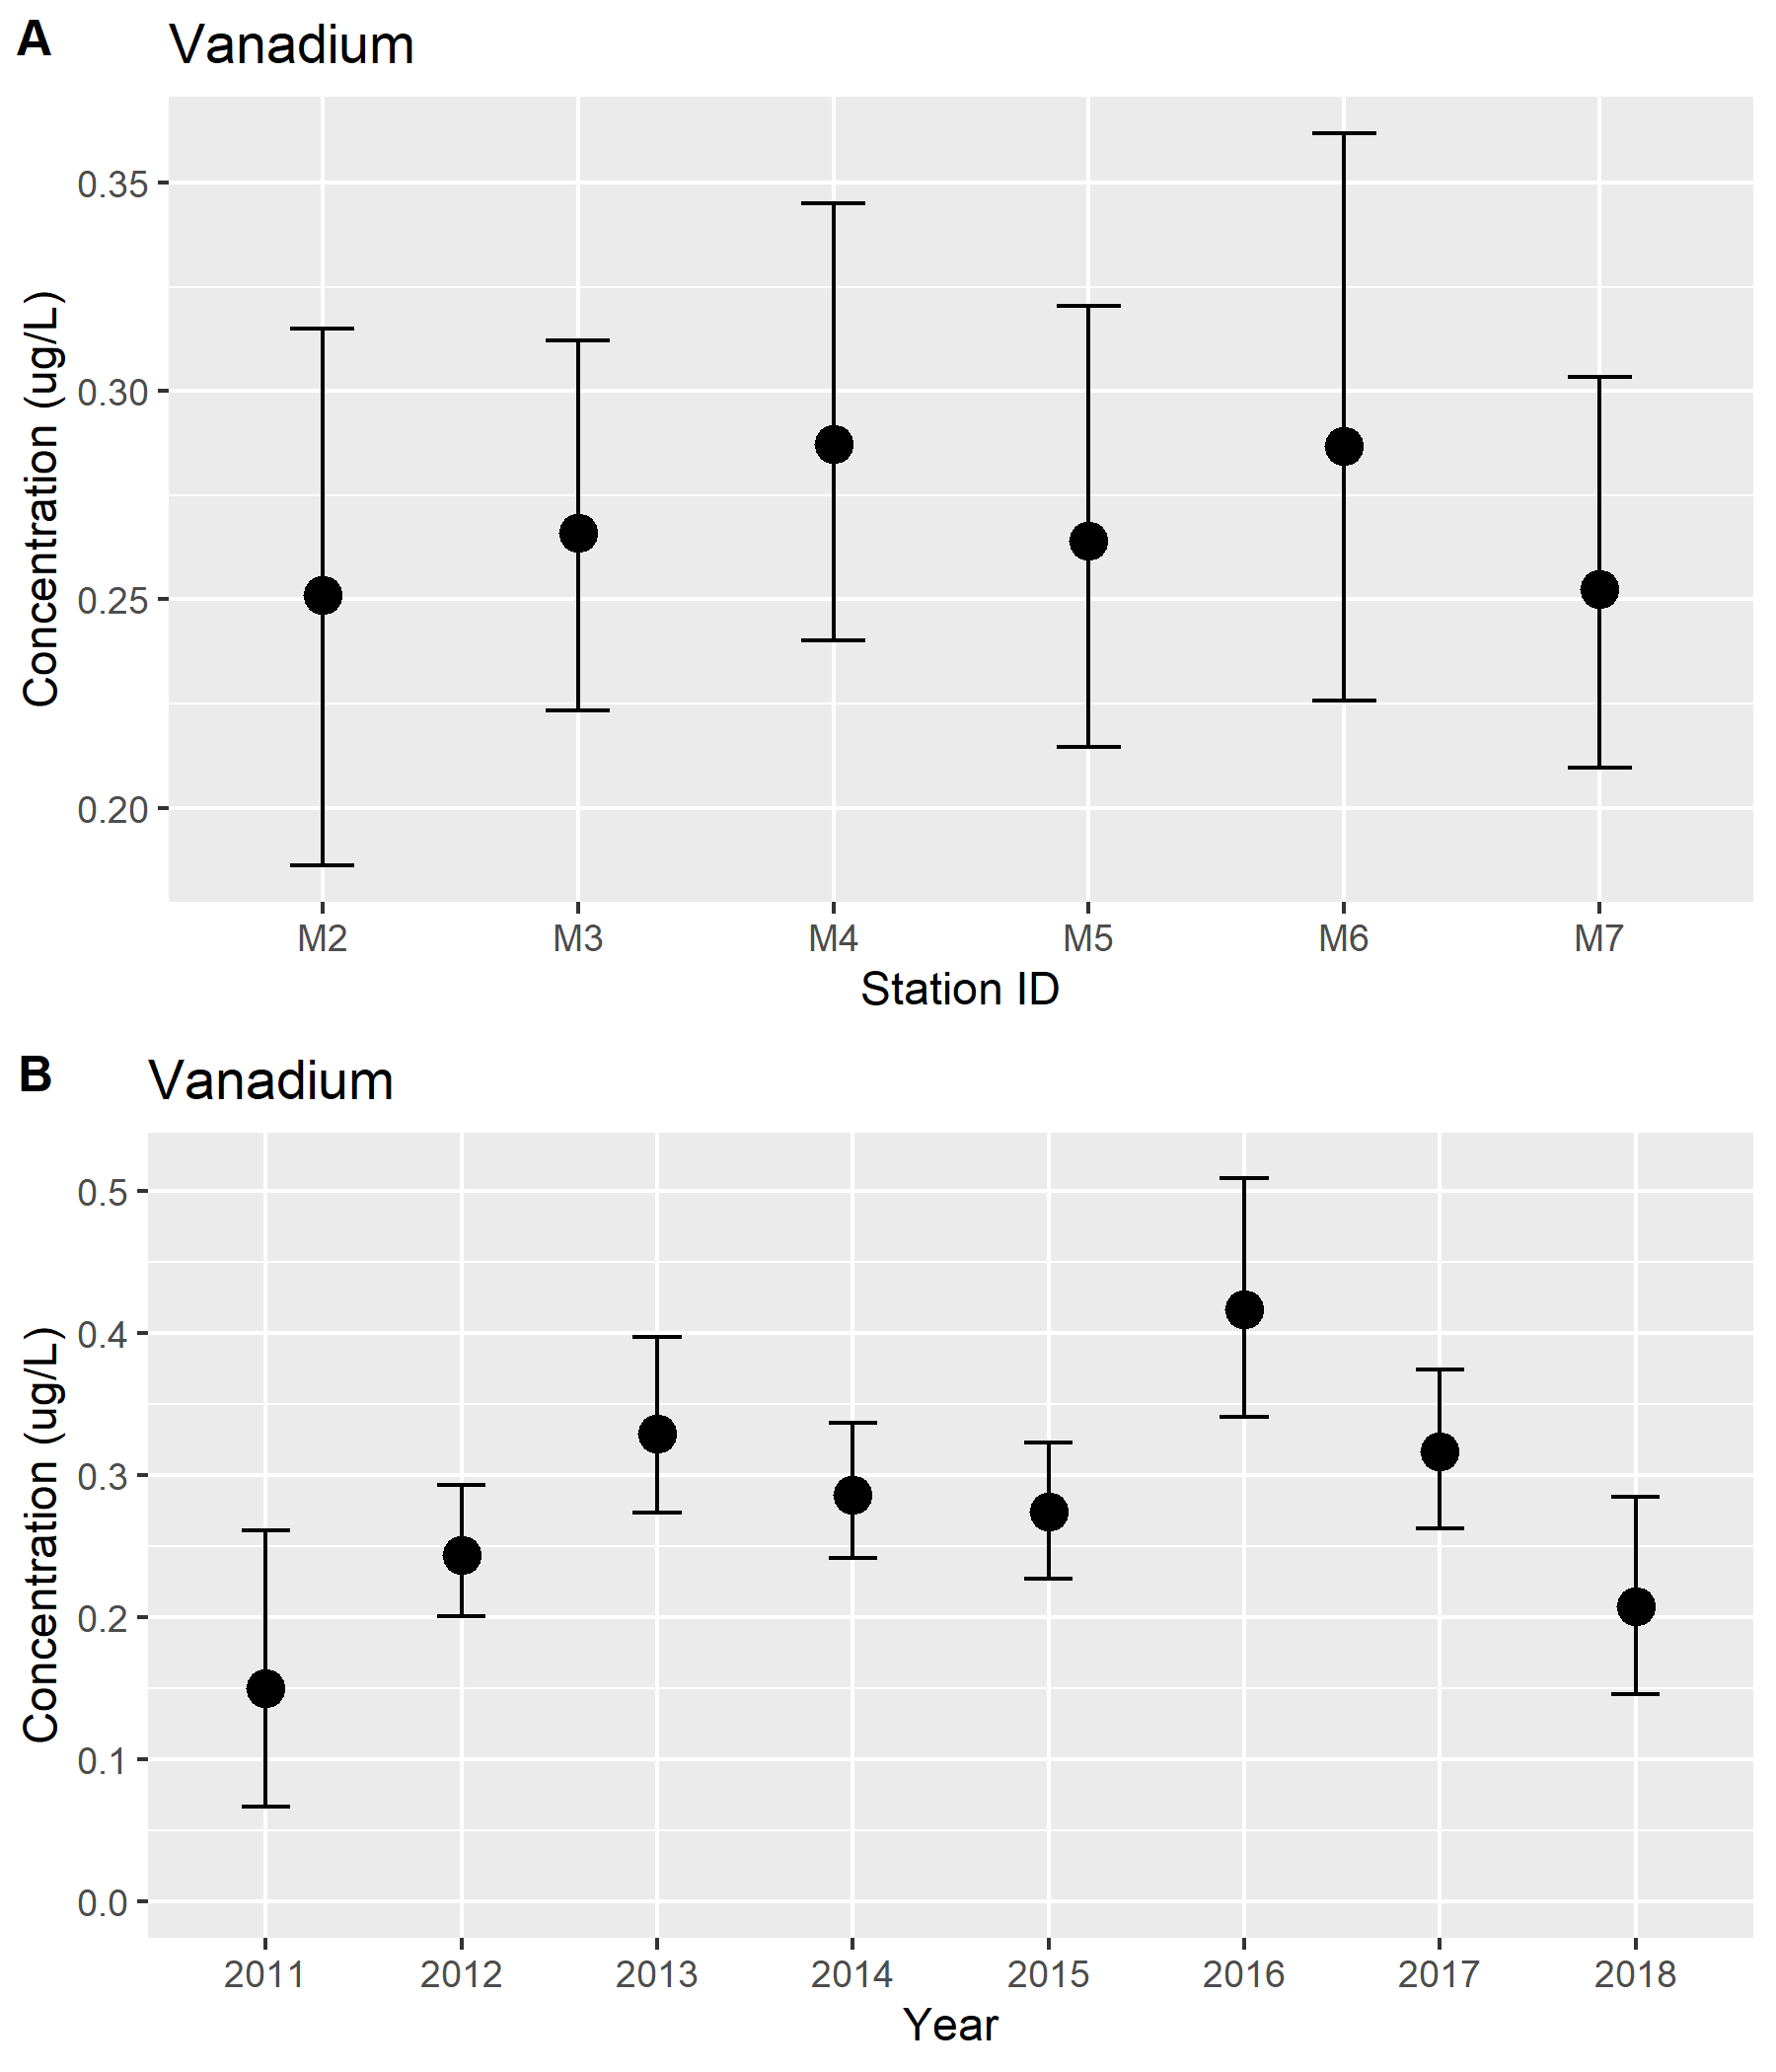 A Vanadium
Concentration (ug/L)
0.35
0.30
0.25
0.20
M2 M3 M4 M5 M6 M7
Station ID
B Vanadium
Concentration (ug/L)
0.5
0.4
0.3
0.2
0.1
0.0
2011 2012 2013 2014 2015 2016 2017 2018
Year